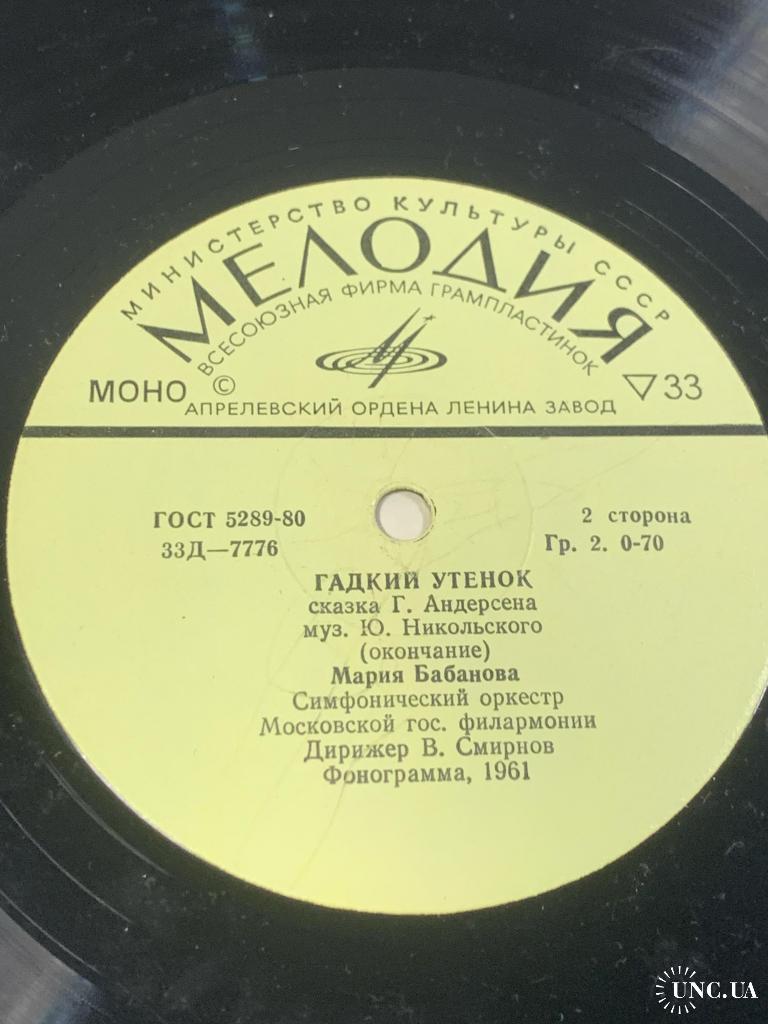 МИНИСТЕРСТВО КУЛЬТУРЫ СССР
МЕЛОДИЯ
ВСЕСОЮЗНАЯ ФИРМА ГРАМПЛАСТИНОК
МОНО © ▽33
АПРЕЛЕВСКИЙ ОРДЕНА ЛЕНИНА ЗАВОД
ГОСТ 5289-80
33Д—7776
2 сторона
Гр. 2. 0-70
ГАДКИЙ УТЕНОК
сказка Г. Андерсена
муз. Ю. Никольского
(окончание)
Мария Бабанова
Симфонический оркестр
Московской гос. филармонии
Дирижер В. Смирнов
Фонограмма, 1961
UNC.UA